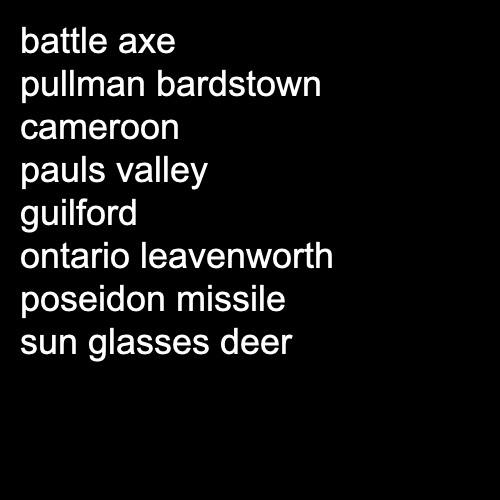 battle axe
pullman bardstown
cameroon
pauls valley
guilford
ontario leavenworth
poseidon missile
sun glasses deer